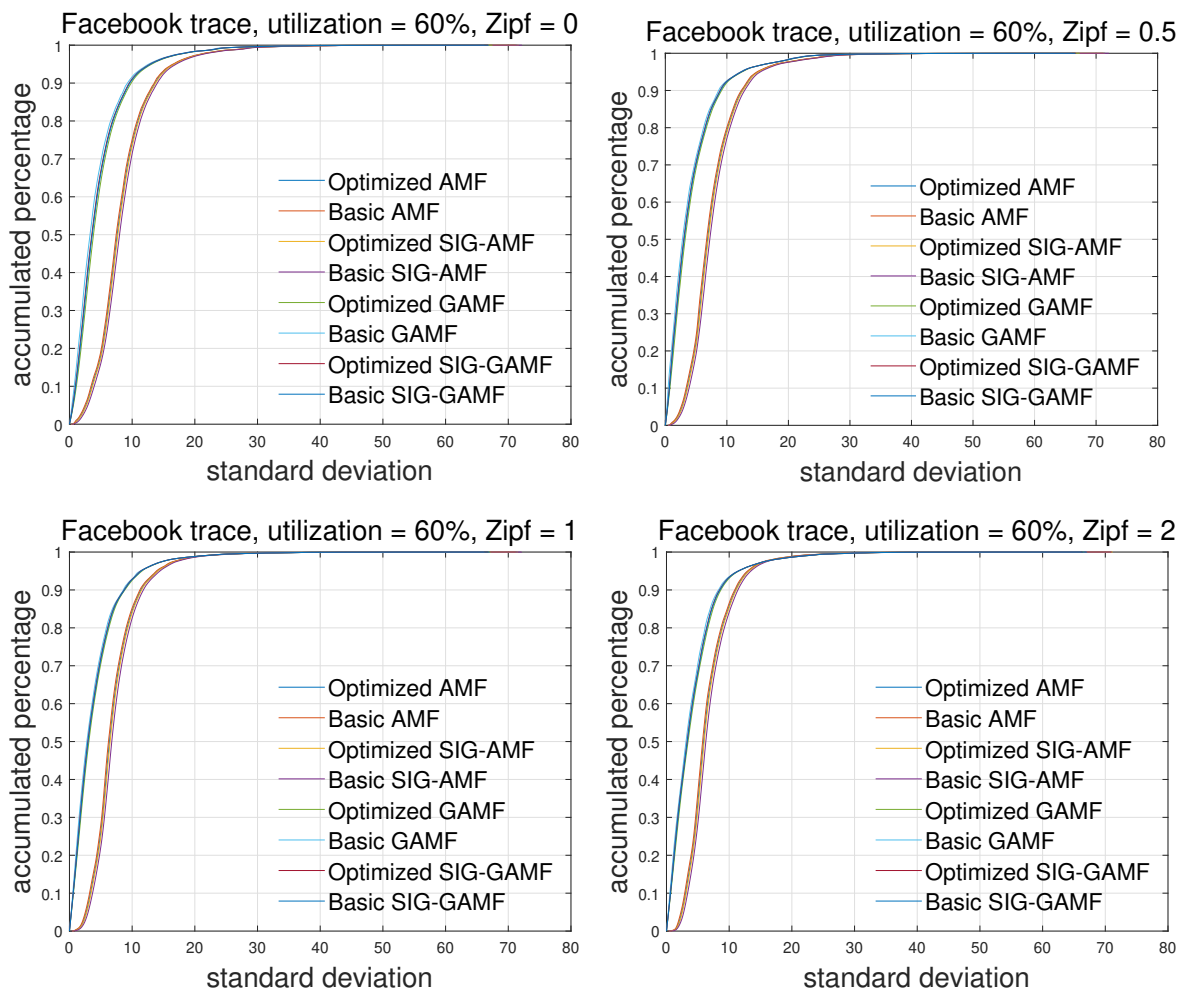 Facebook trace, utilization = 60%, Zipf = 0
accumulated percentage
1
0.9
0.8
0.7
0.6
0.5
0.4
0.3
0.2
0.1
0
Optimized AMF
Basic AMF
Optimized SIG-AMF
Basic SIG-AMF
Optimized GAMF
Basic GAMF
Optimized SIG-GAMF
Basic SIG-GAMF
0 10 20 30 40 50 60 70 80
standard deviation
Facebook trace, utilization = 60%, Zipf = 0.5
accumulated percentage
1
0.9
0.8
0.7
0.6
0.5
0.4
0.3
0.2
0.1
0
Optimized AMF
Basic AMF
Optimized SIG-AMF
Basic SIG-AMF
Optimized GAMF
Basic GAMF
Optimized SIG-GAMF
Basic SIG-GAMF
0 10 20 30 40 50 60 70 80
standard deviation
Facebook trace, utilization = 60%, Zipf = 1
accumulated percentage
1
0.9
0.8
0.7
0.6
0.5
0.4
0.3
0.2
0.1
0
Optimized AMF
Basic AMF
Optimized SIG-AMF
Basic SIG-AMF
Optimized GAMF
Basic GAMF
Optimized SIG-GAMF
Basic SIG-GAMF
0 10 20 30 40 50 60 70 80
standard deviation
Facebook trace, utilization = 60%, Zipf = 2
accumulated percentage
1
0.9
0.8
0.7
0.6
0.5
0.4
0.3
0.2
0.1
0
Optimized AMF
Basic AMF
Optimized SIG-AMF
Basic SIG-AMF
Optimized GAMF
Basic GAMF
Optimized SIG-GAMF
Basic SIG-GAMF
0 10 20 30 40 50 60 70 80
standard deviation